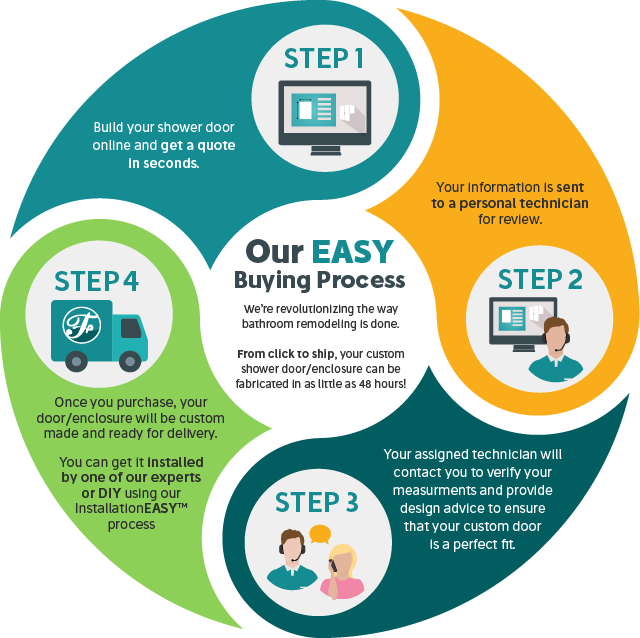 STEP 1
Build your shower door
online and get a quote
in seconds.
Your information is sent
to a personal technician
for review.
STEP 2
Our EASY
Buying Process
We're revolutionizing the way
bathroom remodeling is done.
From click to ship, your custom
shower door/enclosure can be
fabricated in as little as 48 hours!
Your assigned technician will
contact you to verify your
measurments and provide
design advice to ensure
that your custom door
is a perfect fit.
STEP 3
STEP 4
Once you purchase, your
door/enclosure will be custom
made and ready for delivery.
You can get it installed
by one of our experts
or DIY using our
InstallationEASY™
process